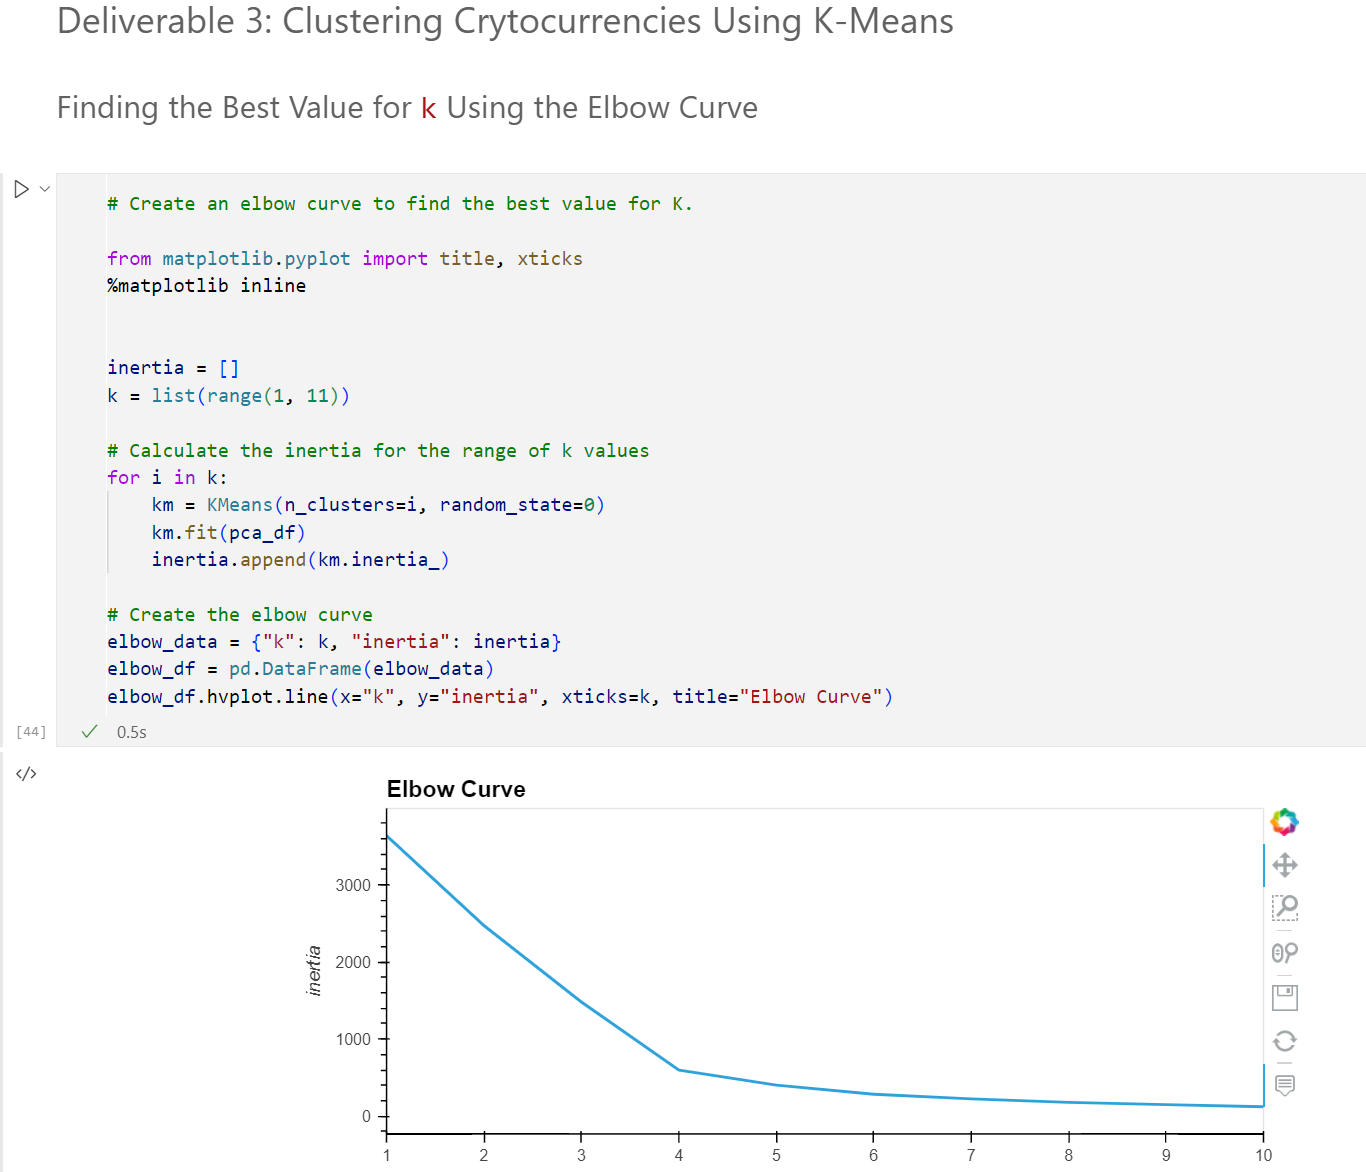 Deliverable 3: Clustering Crytocurrencies Using K-Means
Finding the Best Value for k Using the Elbow Curve
# Create an elbow curve to find the best value for K.
from matplotlib.pyplot import title, xticks
%matplotlib inline
inertia = []
k = list(range(1, 11))
# Calculate the inertia for the range of k values
for i in k:
    km = KMeans(n_clusters=i, random_state=0)
    km.fit(pca_df)
    inertia.append(km.inertia_)
# Create the elbow curve
elbow_data = {"k": k, "inertia": inertia}
elbow_df = pd.DataFrame(elbow_data)
elbow_df.hvplot.line(x="k", y="inertia", xticks=k, title="Elbow Curve")
[44] 0.5s
Elbow Curve
3000
2000
1000
0
inertia
1 2 3 4 5 6 7 8 9 10